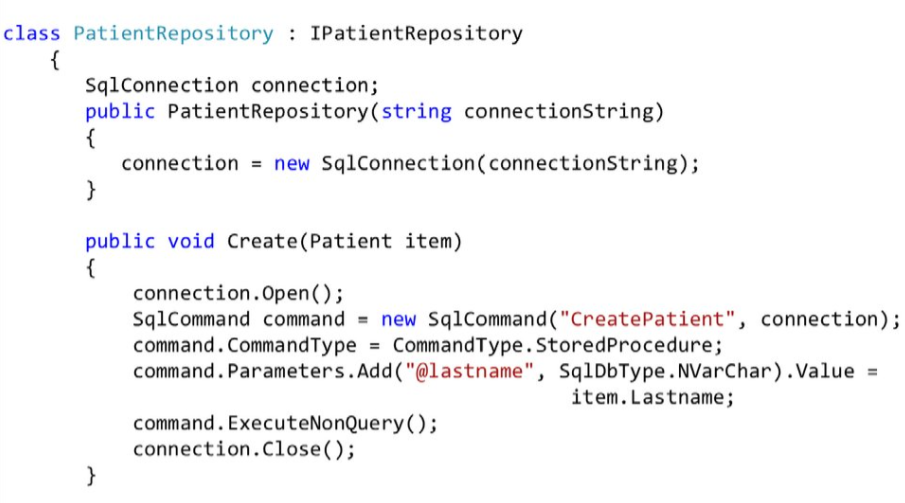 class PatientRepository : IPatientRepository
{
SqlConnection connection;
public PatientRepository(string connectionString)
{
connection = new SqlConnection(connectionString);
}
public void Create(Patient item)
{
connection.Open();
SqlCommand command = new SqlCommand("CreatePatient", connection);
command.CommandType = CommandType.StoredProcedure;
command.Parameters.Add("@lastname", SqlDbType.NVarChar).Value =
item.Lastname;
command.ExecuteNonQuery();
connection.Close();
}